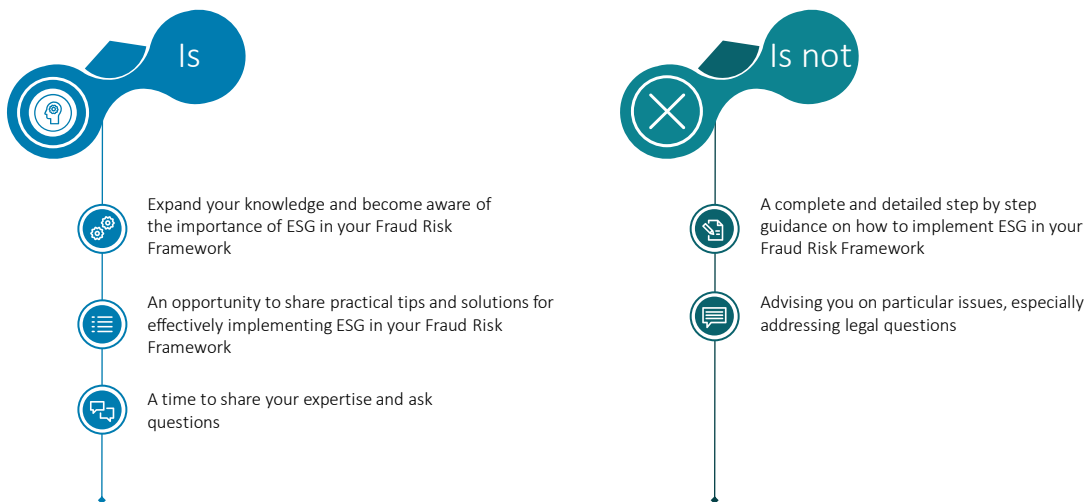 Is
Expand your knowledge and become aware of
the importance of ESG in your Fraud Risk
Framework
An opportunity to share practical tips and solutions for
effectively implementing ESG in your Fraud Risk
Framework
A time to share your expertise and ask
questions
Is not
A complete and detailed step by step
guidance on how to implement ESG in your
Fraud Risk Framework
Advising you on particular issues, especially
addressing legal questions